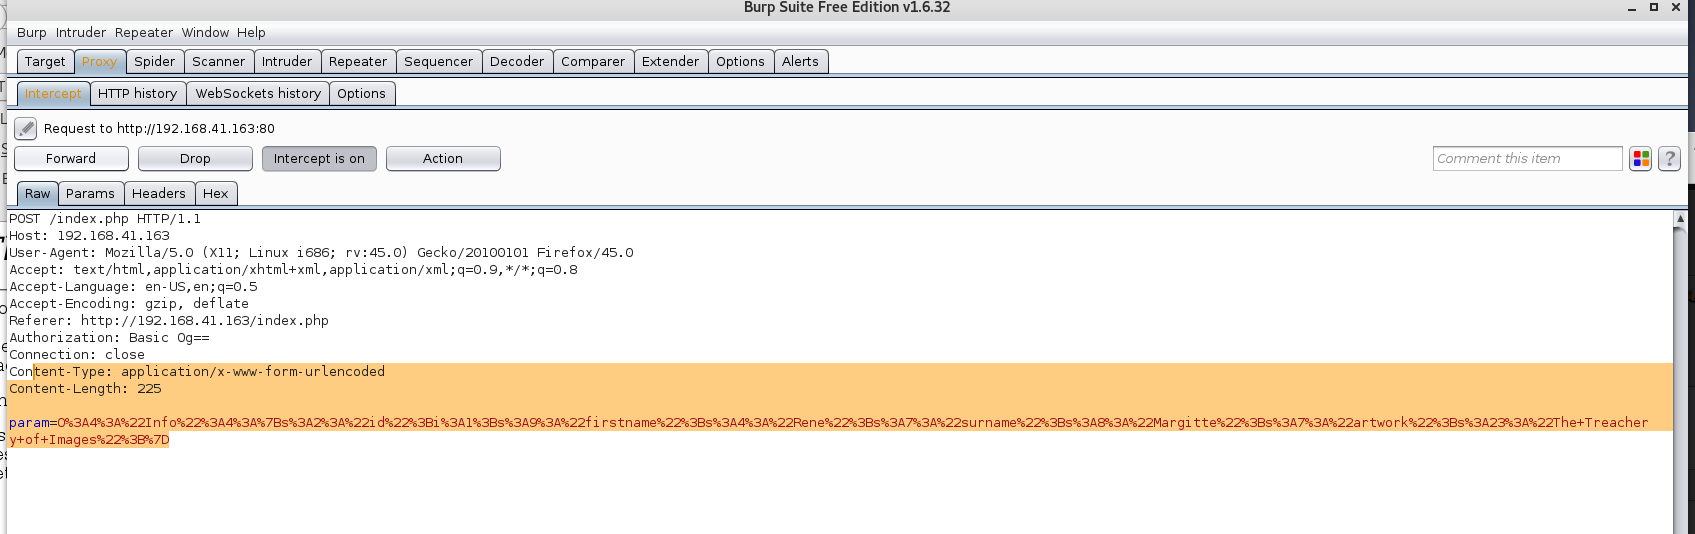 Burp Suite Free Edition v1.6.32
Burp Intruder Repeater Window Help
Target Proxy Spider Scanner Intruder Repeater Sequencer Decoder Comparer Extender Options Alerts
Intercept HTTP history WebSockets history Options
Request to http://192.168.41.163:80
Forward Drop Intercept is on Action Comment this item ?
Raw Params Headers Hex
POST /index.php HTTP/1.1
Host: 192.168.41.163
User-Agent: Mozilla/5.0 (X11; Linux i686; rv:45.0) Gecko/20100101 Firefox/45.0
Accept: text/html,application/xhtml+xml,application/xml;q=0.9,*/*;q=0.8
Accept-Language: en-US,en;q=0.5
Accept-Encoding: gzip, deflate
Referer: http://192.168.41.163/index.php
Authorization: Basic Og==
Connection: close
Content-Type: application/x-www-form-urlencoded
Content-Length: 225
param=O%3A4%3A%22Info%22%3A4%3A%7Bs%3A2%3A%22id%22%3Bi%3A1%3Bs%3A9%3A%22firstname%22%3Bs%3A4%3A%22Rene%22%3Bs%3A7%3A%22surname%22%3Bs%3A8%3A%22Margitte%22%3Bs%3A7%3A%22artwork%22%3Bs%3A23%3A%22The+Treacher
y+of+Images%22%3B%7D